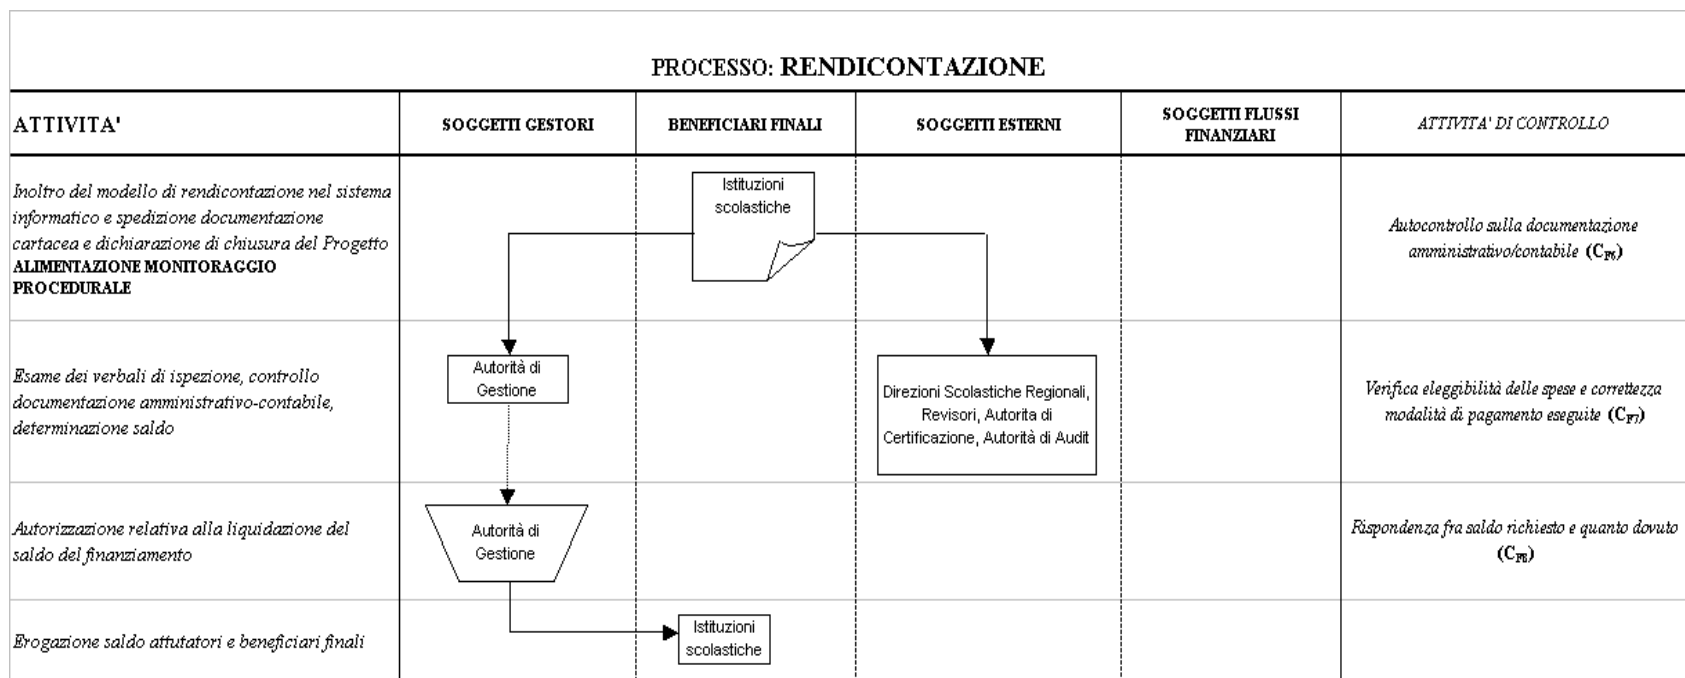 PROCESSO: RENDICONTAZIONE
ATTIVITA'
SOGGETTI GESTORI
BENEFICIARI FINALI
SOGGETTI ESTERNI
SOGGETTI FLUSSI
FINANZIARI
ATTIVITA' DI CONTROLLO
Inoltro del modello di rendicontazione nel sistema
informatico e spedizione documentazione
cartacea e dichiarazione di chiusura del Progetto
ALIMENTAZIONE MONITORAGGIO
PROCEDURALE
Istituzioni
scolastiche
Autocontrollo sulla documentazione
amministrativo/contabile (CF6)
Esame dei verbali di ispezione, controllo
documentazione amministrativo-contabile,
determinazione saldo
Autorità di
Gestione
Direzioni Scolastiche Regionali,
Revisori, Autorita di
Certificazione, Autorità di Audit
Verifica eleggibilità delle spese e correttezza
modalità di pagamento eseguite (CF7)
Autorizzazione relativa alla liquidazione del
saldo del finanziamento
Autorità di
Gestione
Rispondenza fra saldo richiesto e quanto dovuto
(CF8)
Erogazione saldo attutatori e beneficiari finali
Istituzioni
scolastiche